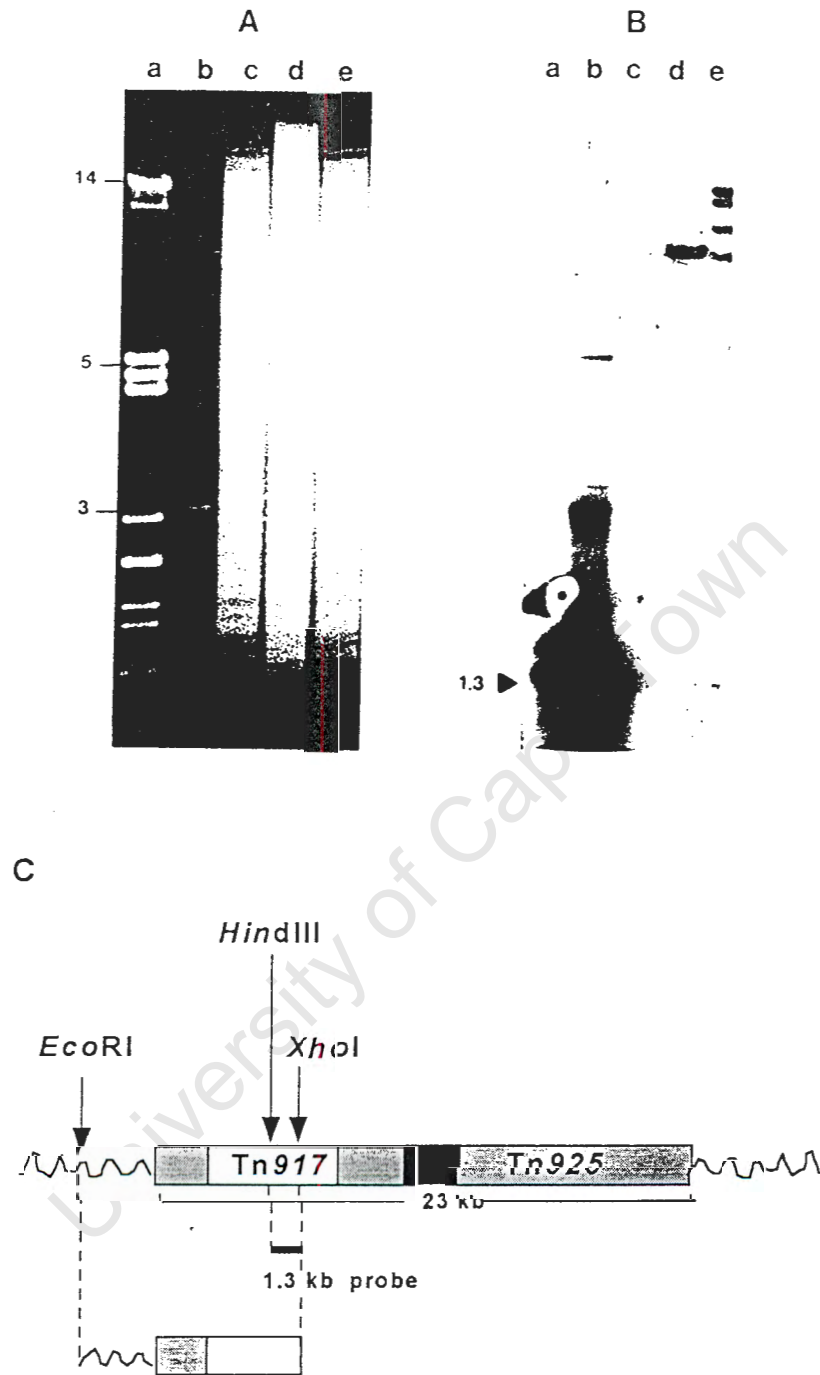 A
B
a b c d e
a b c d e
14
5
3
1.3
C
HindIII
EcoRI
XhoI
Tn917
Tn925
23 kb
1.3 kb probe
University of Cape Town